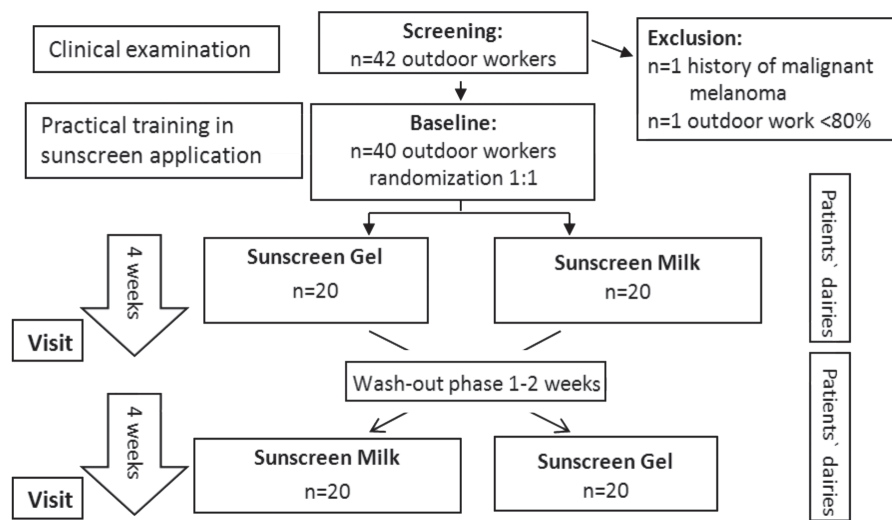 Clinical examination
Screening:
n=42 outdoor workers
Exclusion:
n=1 history of malignant
melanoma
n=1 outdoor work <80%
Practical training in
sunscreen application
Baseline:
n=40 outdoor workers
randomization 1:1
4 weeks
Sunscreen Gel
n=20
Sunscreen Milk
n=20
Patients` dairies
Visit
Wash-out phase 1-2 weeks
4 weeks
Sunscreen Milk
n=20
Sunscreen Gel
n=20
Patients` dairies
Visit